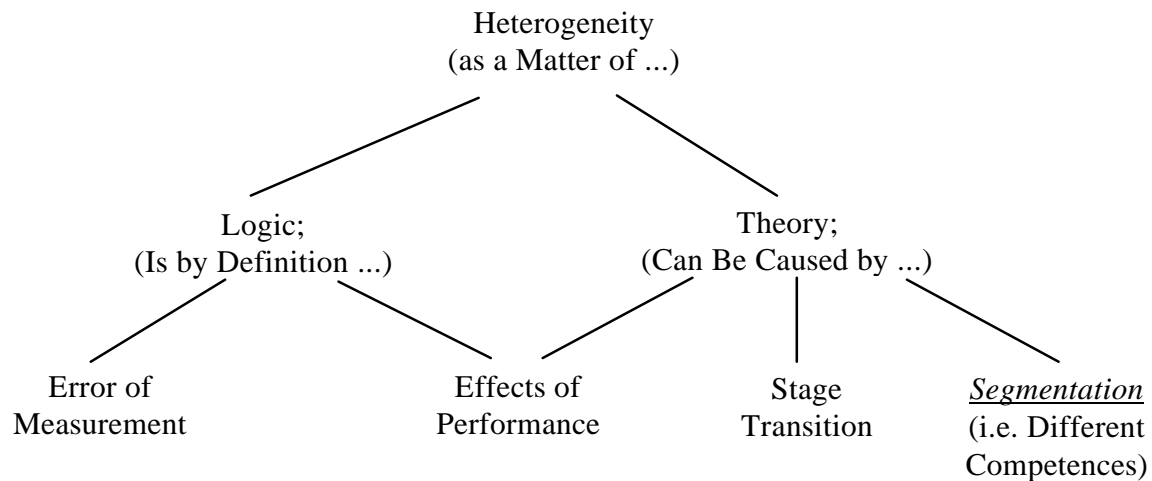 Heterogeneity
(as a Matter of ...)
Logic;
(Is by Definition ...)
Theory;
(Can Be Caused by ...)
Error of
Measurement
Effects of
Performance
Stage
Transition
Segmentation
(i.e. Different
Competences)